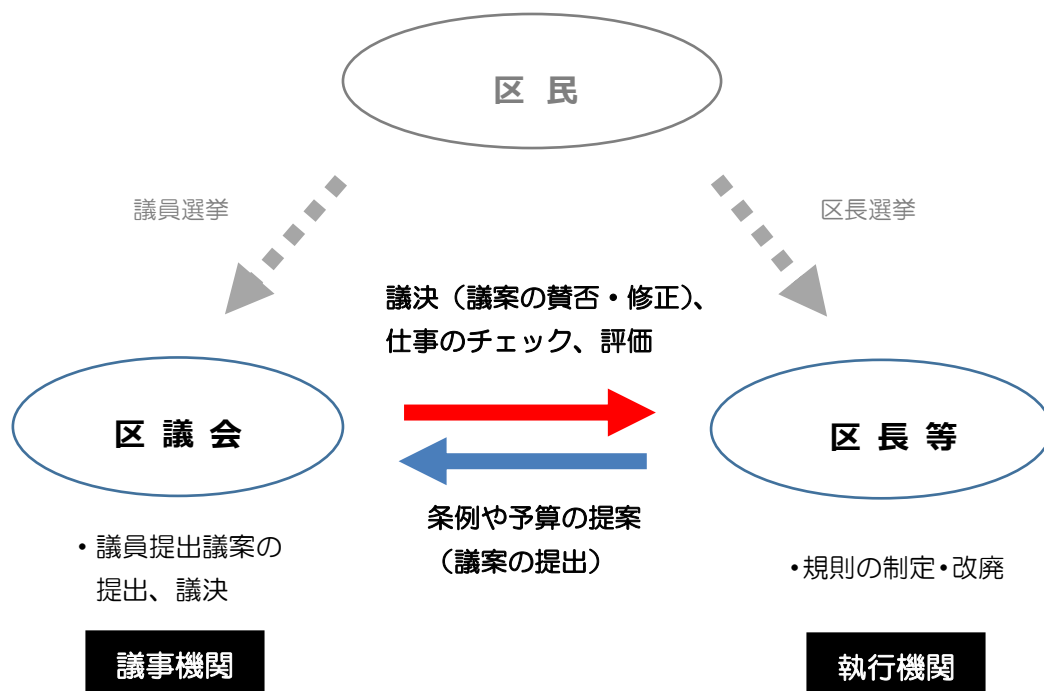 区民
議員選挙
区長選挙
議決（議案の賛否・修正）、
仕事のチェック、評価
区議会
区長等
条例や予算の提案
（議案の提出）
・議員提出議案の
提出、議決
・規則の制定・改廃
議事機関
執行機関